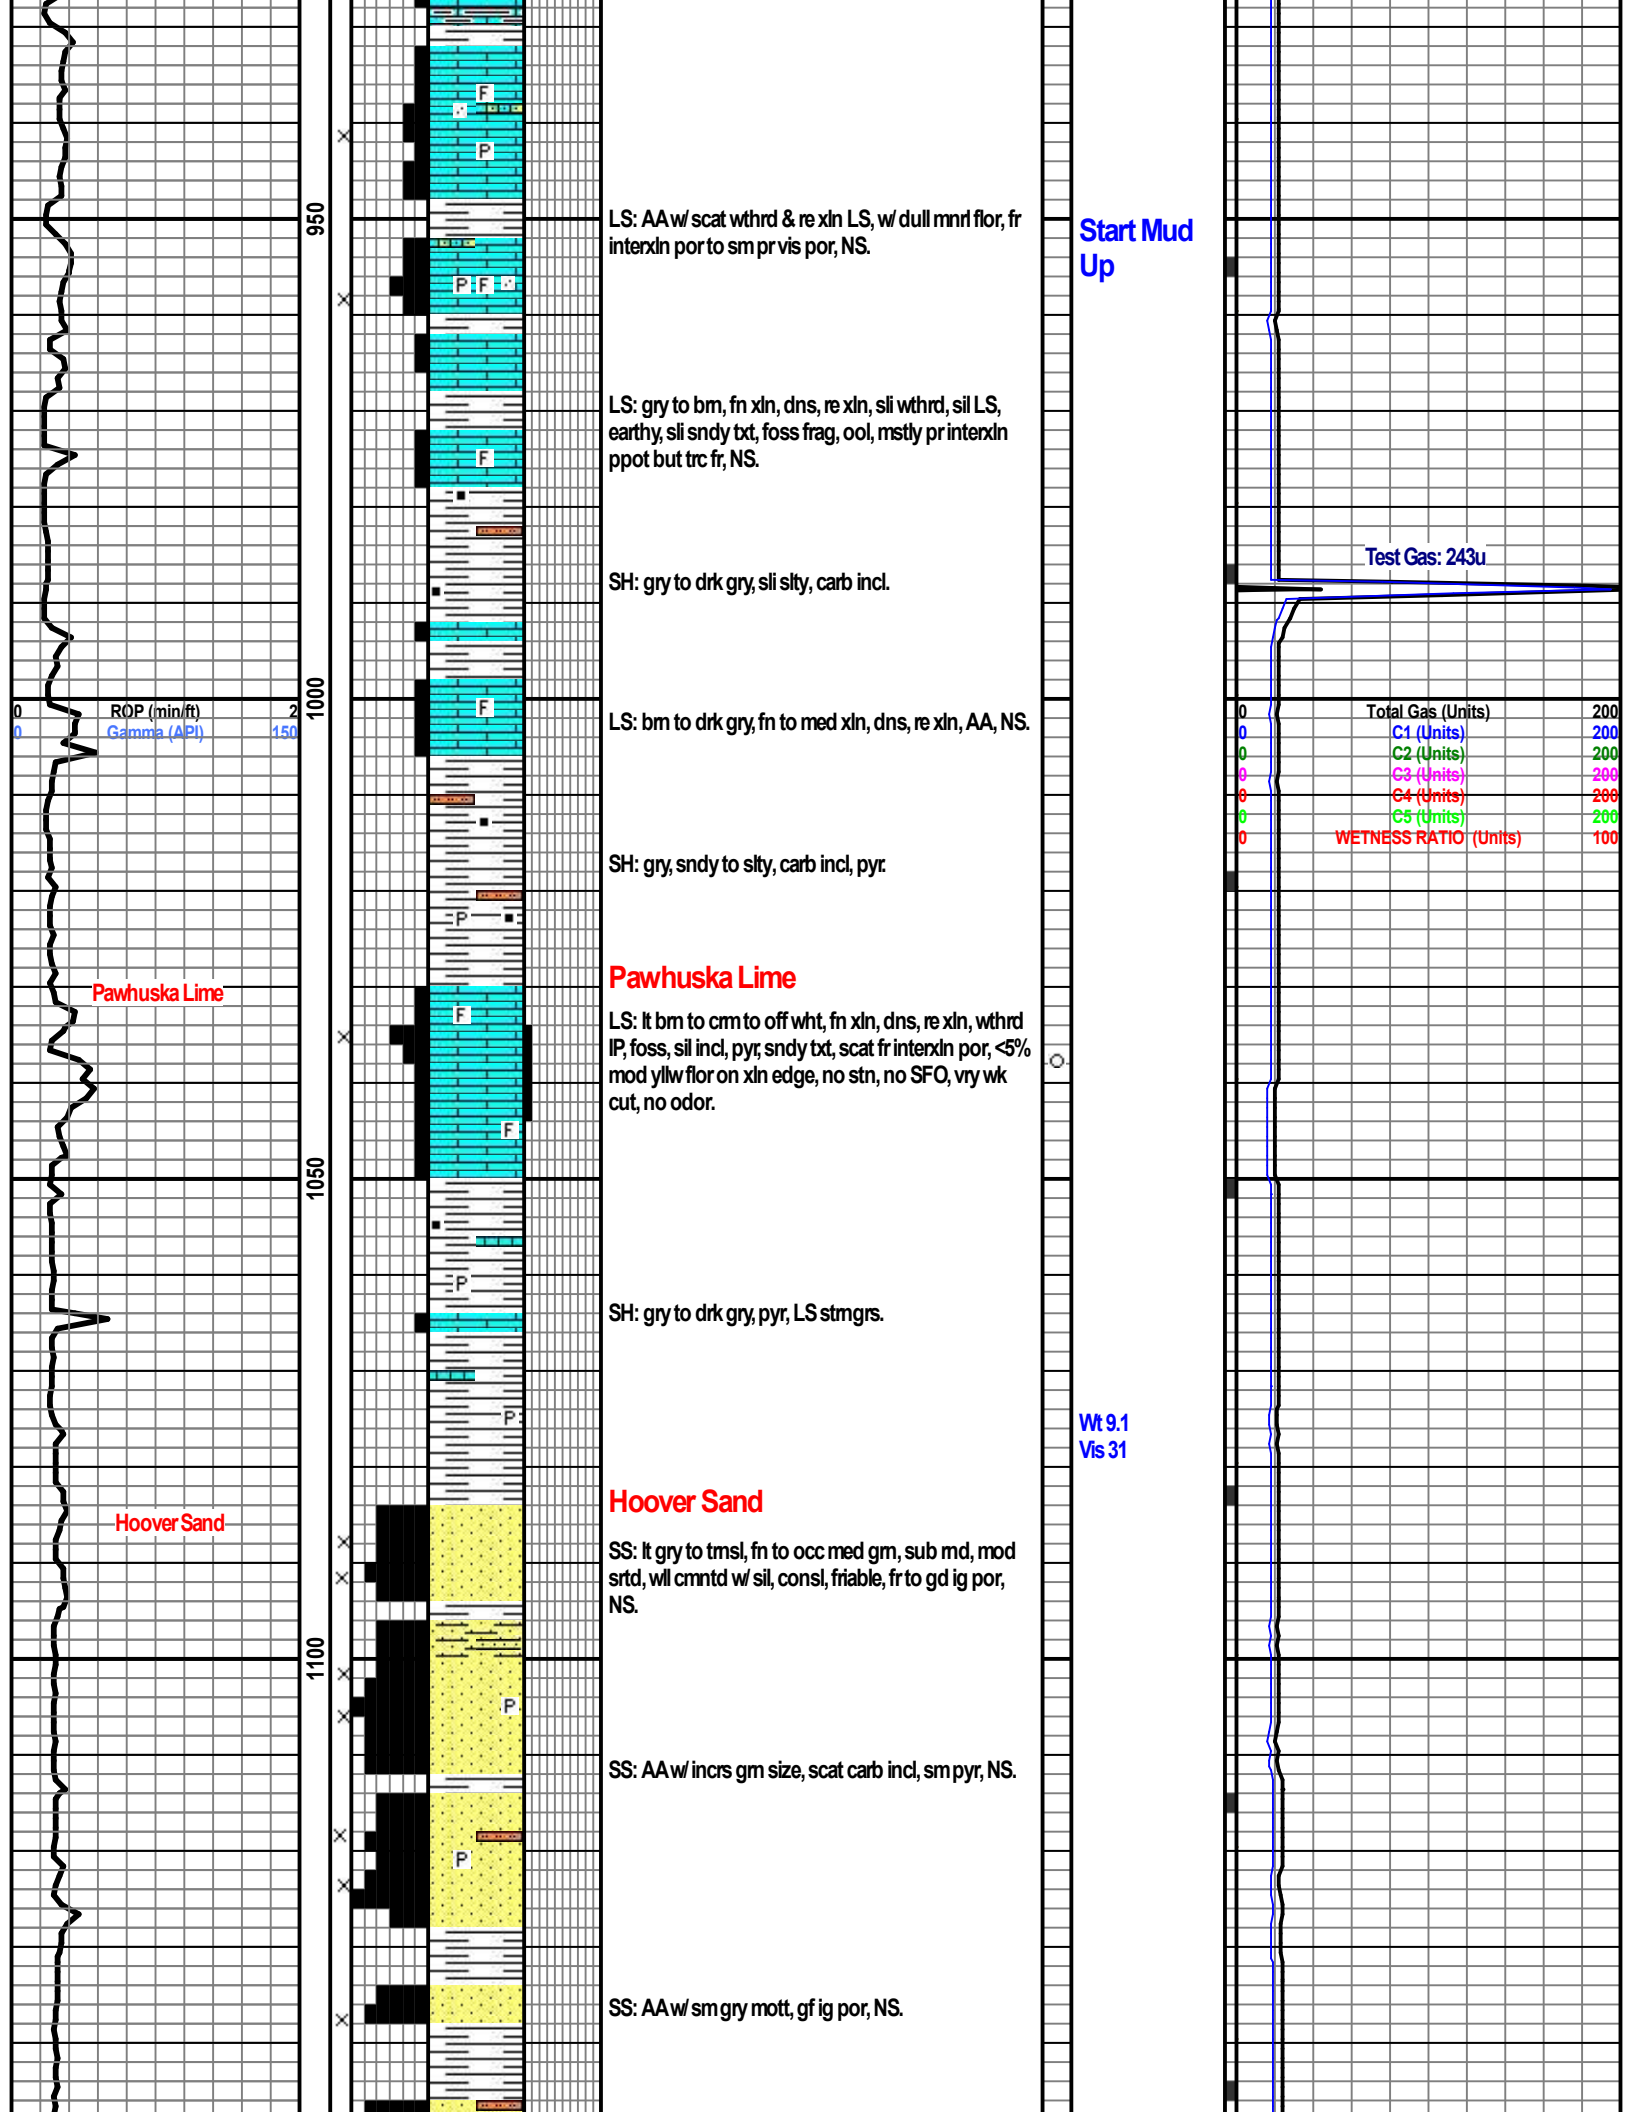 F
P
950
LS: AA w/ scat wthrd & re xln LS, w/ dull mnrl flor, fr
interxln por to sm pr vis por, NS.
Start Mud
Up
P F
LS: gry to brn, fn xln, dns, re xln, sli wthrd, sil LS,
earthy, sli sndy txt, foss frag, ool, mstly pr interxln
ppot but trc fr, NS.
F
Test Gas: 243u
SH: gry to drk gry, sli slty, carb incl.
1000
0 ROP (min/ft) 2
0 Gamma (API) 150
F
LS: brn to drk gry, fn to med xln, dns, re xln, AA, NS.
0 Total Gas (Units) 200
0 C1 (Units) 200
0 C2 (Units) 200
0 C3 (Units) 200
0 C4 (Units) 200
0 C5 (Units) 200
0 WETNESS RATIO (Units) 100
SH: gry, sndy to slty, carb incl, pyr.
P
Pawhuska Lime
Pawhuska Lime
F
LS: lt brn to crm to off wht, fn xln, dns, re xln, wthrd
IP, foss, sil incl, pyr, sndy txt, scat fr interxln por, <5%
mod yllw flor on xln edge, no stn, no SFO, vry wk
cut, no odor.
F
1050
P
SH: gry to drk gry, pyr, LS strngrs.
P
Wt 9.1
Vis 31
Hoover Sand
Hoover Sand
SS: lt gry to trnsl, fn to occ med grn, sub rnd, mod
srtd, wll cmntd w/ sil, consl, friable, fr to gd ig por,
NS.
1100
P
SS: AA w/ incrs grn size, scat carb incl, sm pyr, NS.
P
SS: AA w/ sm gry mott, gf ig por, NS.